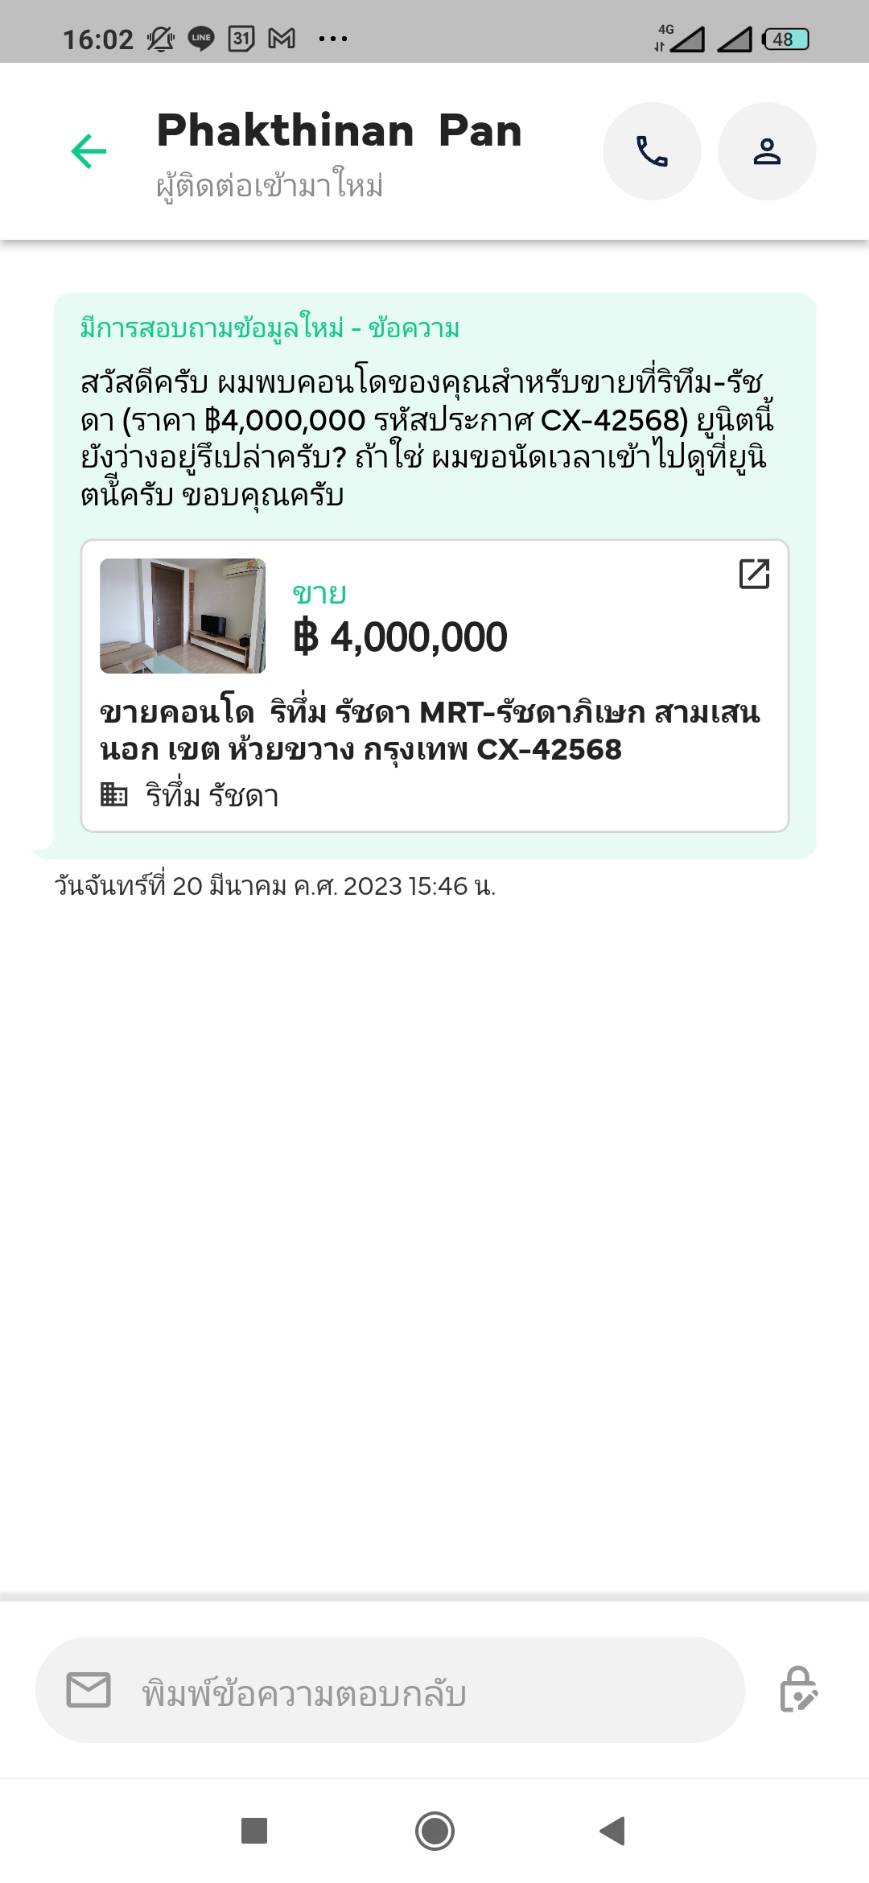 16:02
LINE
31
4G
48
Phakthinan Pan
ผู้ติดต่อเข้ามาใหม่
มีการสอบถามข้อมูลใหม่ - ข้อความ
สวัสดีครับ ผมพบคอนโดของคุณสำหรับขายที่ริทึม-รัช
ดา (ราคา ฿4,000,000 รหัสประกาศ CX-42568) ยูนิตนี้
ยังว่างอยู่รึเปล่าครับ? ถ้าใช่ ผมขอนัดเวลาเข้าไปดูที่ยูนิ
ตนี้ครับ ขอบคุณครับ
ขาย
฿ 4,000,000
ขายคอนโด ริทึ่ม รัชดา MRT-รัชดาภิเษก สามเสน
นอก เขต ห้วยขวาง กรุงเทพ CX-42568
ริทึ่ม รัชดา
วันจันทร์ที่ 20 มีนาคม ค.ศ. 2023 15:46 น.
พิมพ์ข้อความตอบกลับ